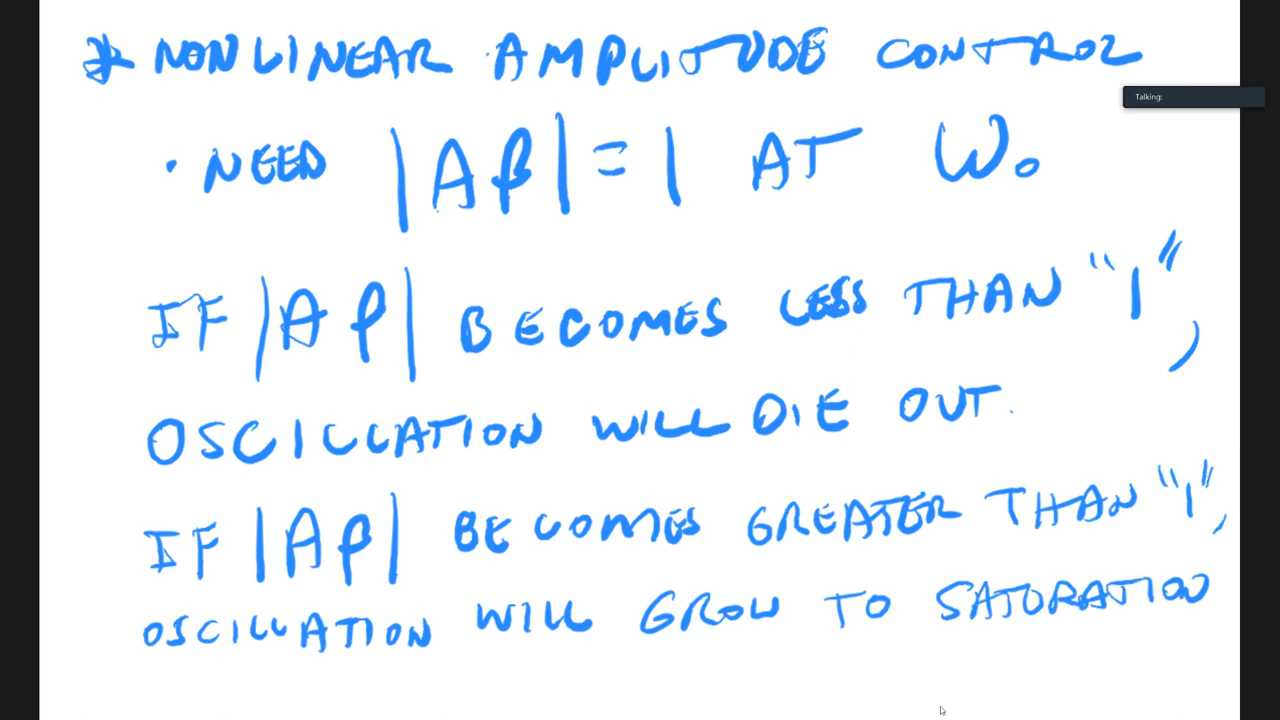 * NONLINEAR AMPLITUDE CONTROL
Talking:
· NEED |Aβ| = 1 AT ω₀
IF |Aβ| BECOMES LESS THAN "1",
OSCILLATION WILL DIE OUT.
IF |Aβ| BECOMES GREATER THAN "1",
OSCILLATION WILL GROW TO SATURATION